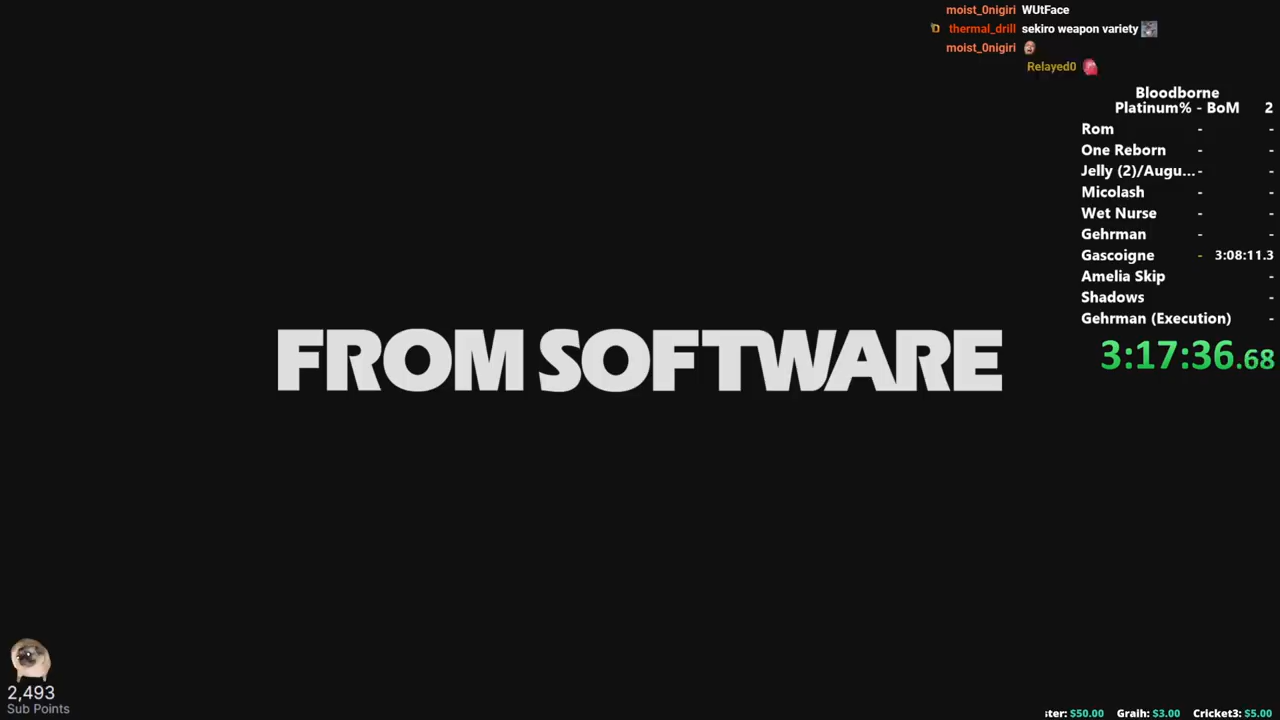 moist_0nigiri WUtFace
thermal_drill sekiro weapon variety
moist_0nigiri
Relayed0
Bloodborne
Platinum% - BoM 2
Rom - -
One Reborn - -
Jelly (2)/Augu... - -
Micolash - -
Wet Nurse - -
Gehrman - -
Gascoigne - 3:08:11.3
Amelia Skip -
Shadows -
Gehrman (Execution) -
3:17:36.68
FROM SOFTWARE
2,493
Sub Points
ter: $50.00 Graih: $3.00 Cricket3: $5.00